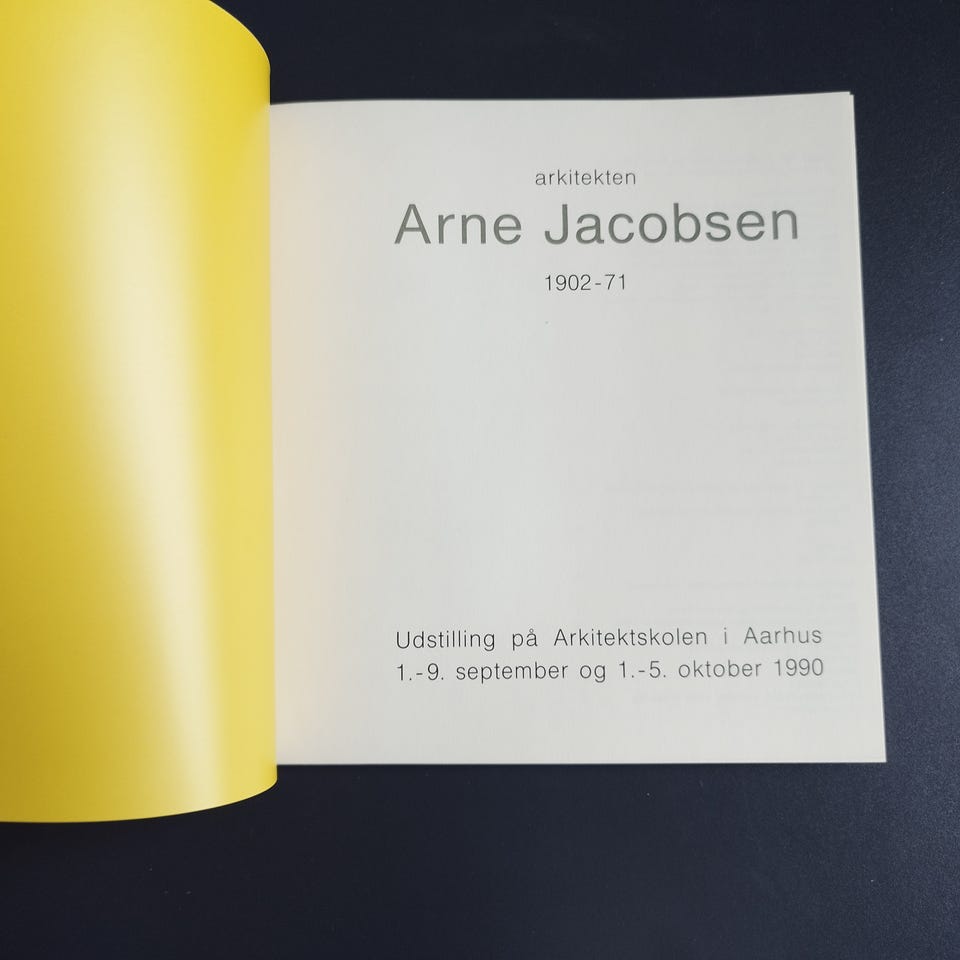 arkitekten
Arne Jacobsen
1902-71
Udstilling på Arkitektskolen i Aarhus
1.-9. september og 1.-5. oktober 1990